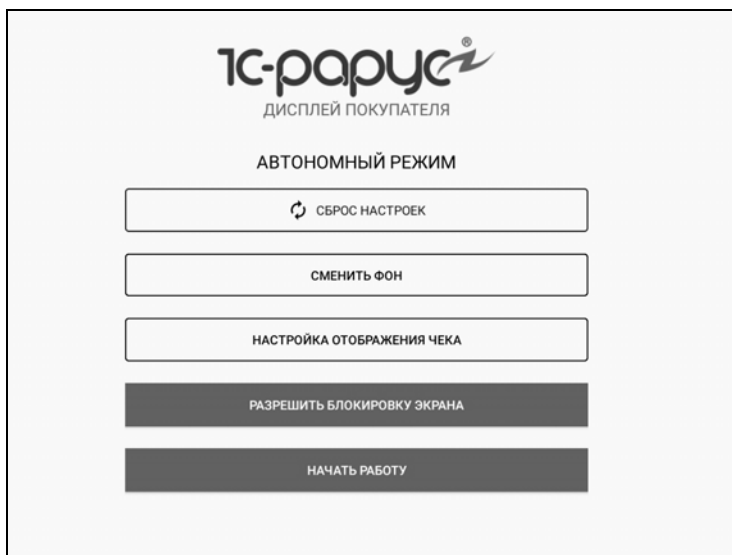 1С-рарус®
ДИСПЛЕЙ ПОКУПАТЕЛЯ
АВТОНОМНЫЙ РЕЖИМ
СБРОС НАСТРОЕК
СМЕНИТЬ ФОН
НАСТРОЙКА ОТОБРАЖЕНИЯ ЧЕКА
РАЗРЕШИТЬ БЛОКИРОВКУ ЭКРАНА
НАЧАТЬ РАБОТУ